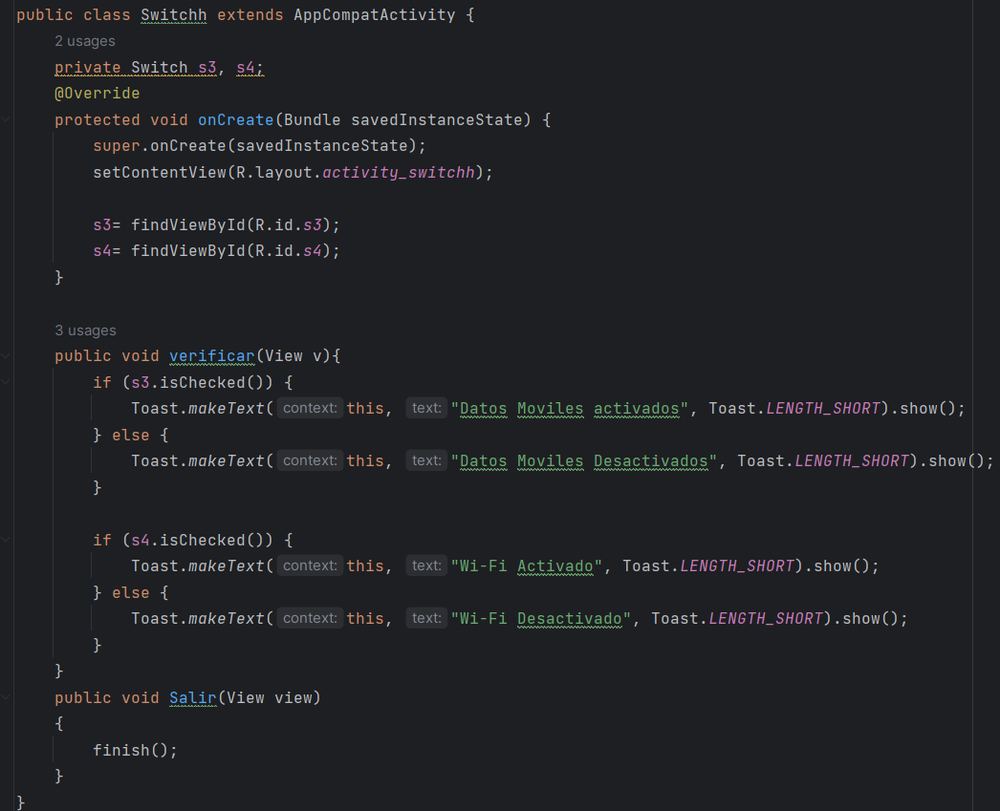 public class Switchh extends AppCompatActivity {
2 usages
private Switch s3, s4;
@Override
protected void onCreate(Bundle savedInstanceState) {
super.onCreate(savedInstanceState);
setContentView(R.layout.activity_switchh);
s3= findViewById(R.id.s3);
s4= findViewById(R.id.s4);
}
3 usages
public void verificar(View v){
if (s3.isChecked()) {
Toast.makeText( context: this, text: "Datos Moviles activados", Toast.LENGTH_SHORT).show();
} else {
Toast.makeText( context: this, text: "Datos Moviles Desactivados", Toast.LENGTH_SHORT).show();
}
if (s4.isChecked()) {
Toast.makeText( context: this, text: "Wi-Fi Activado", Toast.LENGTH_SHORT).show();
} else {
Toast.makeText( context: this, text: "Wi-Fi Desactivado", Toast.LENGTH_SHORT).show();
}
}
public void Salir(View view)
{
finish();
}
}